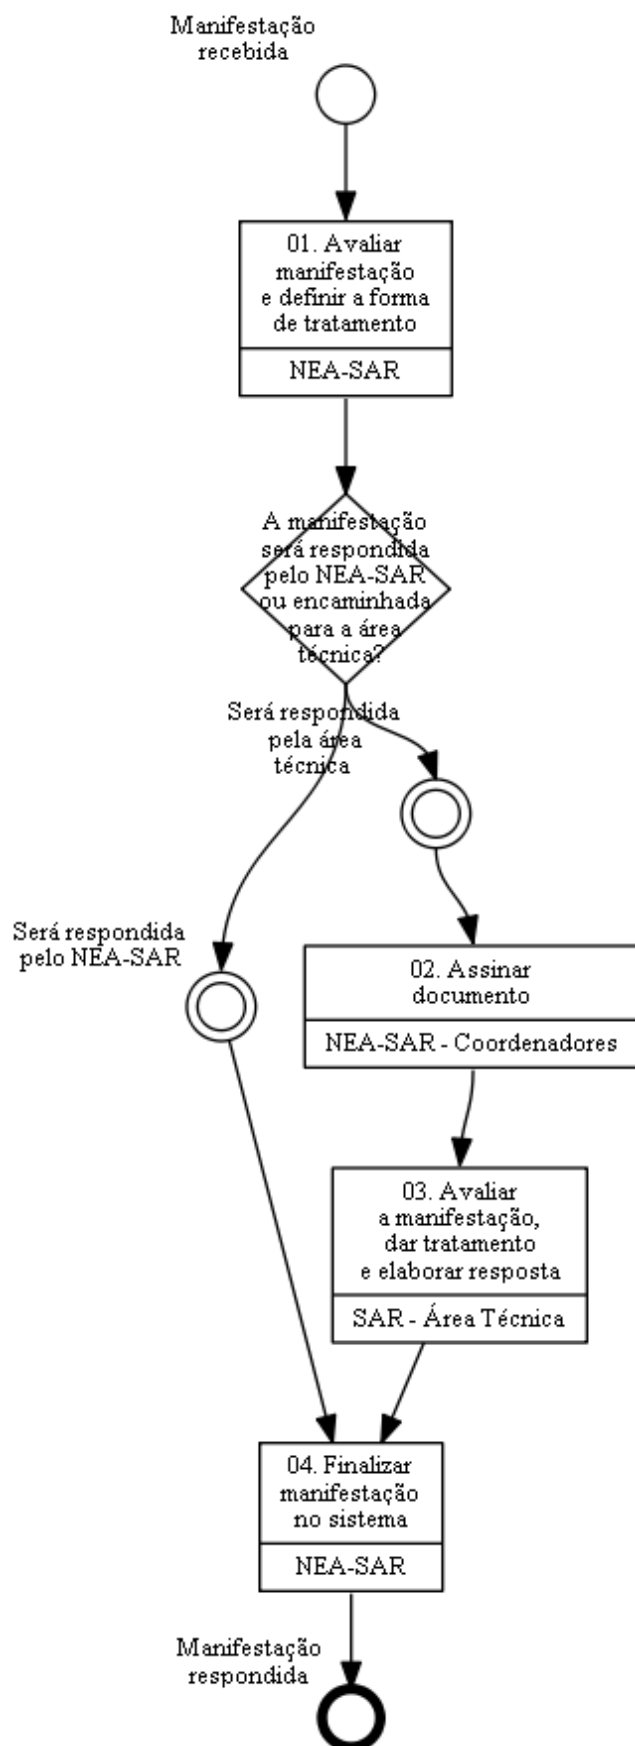 Manifestação
recebida
01. Avaliar
manifestação
e definir a forma
de tratamento
NEA-SAR
A manifestação
será respondida
pelo NEA-SAR
ou encaminhada
para a área
técnica?
Será respondida
pela área
técnica
Será respondida
pelo NEA-SAR
02. Assinar
documento
NEA-SAR - Coordenadores
03. Avaliar
a manifestação,
dar tratamento
e elaborar resposta
SAR - Área Técnica
04. Finalizar
manifestação
no sistema
NEA-SAR
Manifestação
respondida